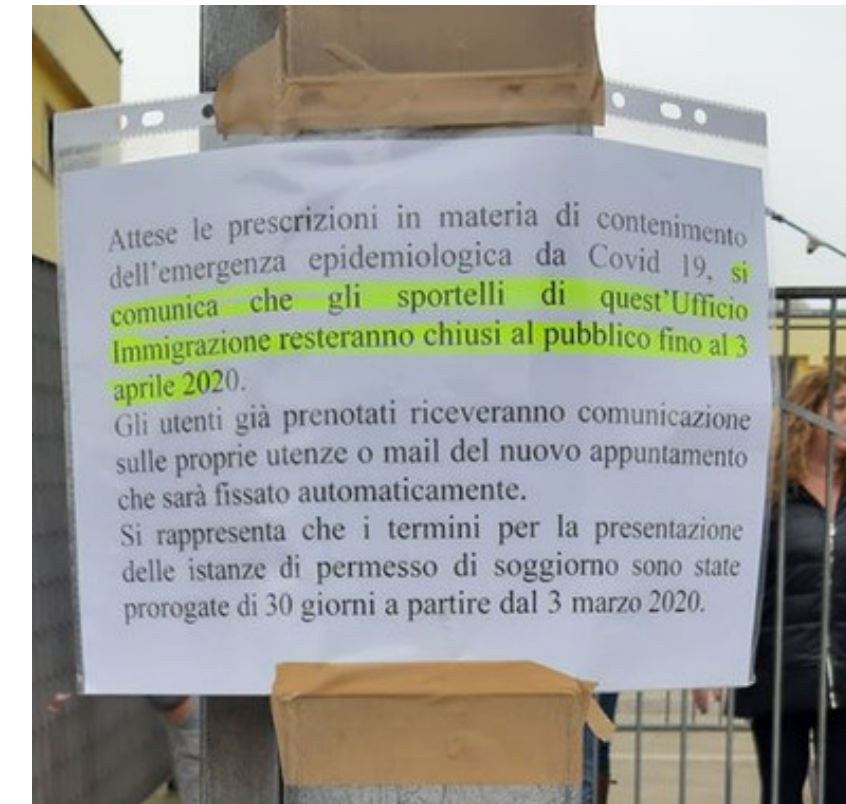 Attese le prescrizioni in materia di contenimento
dell'emergenza epidemiologica da Covid 19, si
comunica che gli sportelli di quest'Ufficio
Immigrazione resteranno chiusi al pubblico fino al 3
aprile 2020.
Gli utenti già prenotati riceveranno comunicazione
sulle proprie utenze o mail del nuovo appuntamento
che sarà fissato automaticamente.
Si rappresenta che i termini per la presentazione
delle istanze di permesso di soggiorno sono state
prorogate di 30 giorni a partire dal 3 marzo 2020.